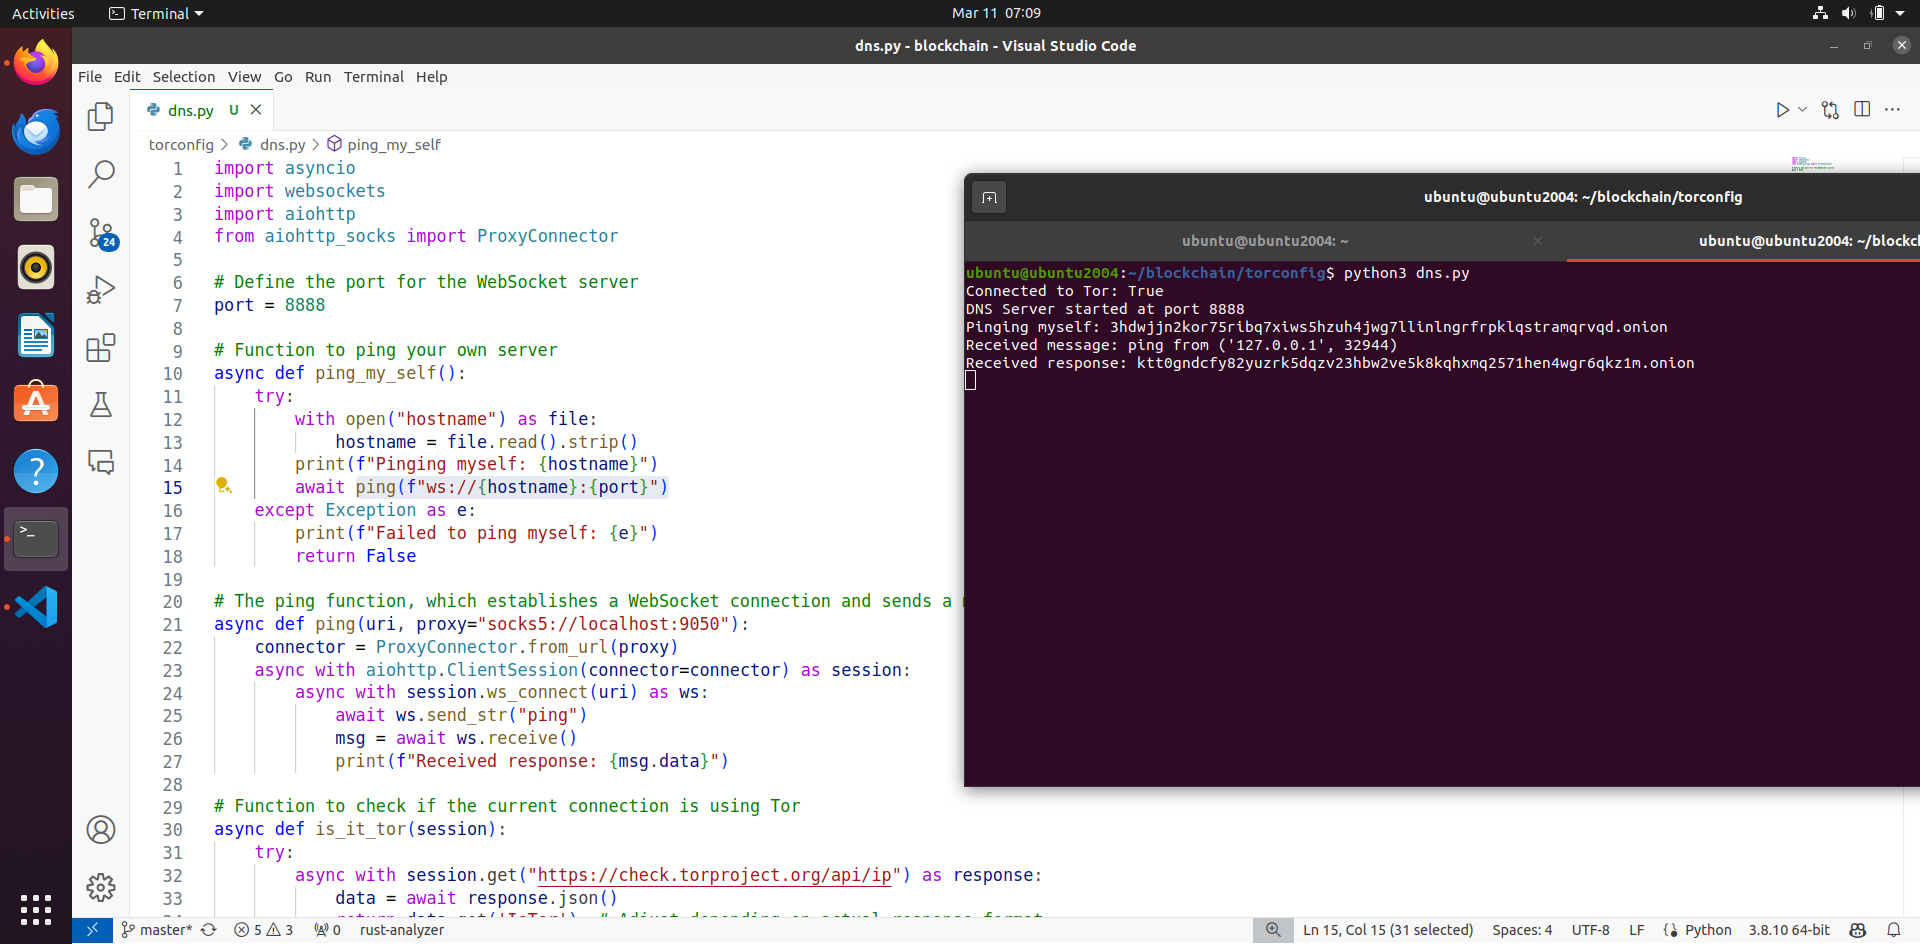 Activities
Terminal
Mar 11 07:09
dns.py - blockchain - Visual Studio Code
File Edit Selection View Go Run Terminal Help
dns.py U
torconfig > dns.py > ping_my_self
1 import asyncio
2 import websockets
3 import aiohttp
4 from aiohttp_socks import ProxyConnector
5
6 # Define the port for the WebSocket server
7 port = 8888
8
9 # Function to ping your own server
10 async def ping_my_self():
11 try:
12 with open("hostname") as file:
13 hostname = file.read().strip()
14 print(f"Pinging myself: {hostname}")
15 await ping(f"ws://{hostname}:{port}")
16 except Exception as e:
17 print(f"Failed to ping myself: {e}")
18 return False
19
20 # The ping function, which establishes a WebSocket connection and sends a
21 async def ping(uri, proxy="socks5://localhost:9050"):
22 connector = ProxyConnector.from_url(proxy)
23 async with aiohttp.ClientSession(connector=connector) as session:
24 async with session.ws_connect(uri) as ws:
25 await ws.send_str("ping")
26 msg = await ws.receive()
27 print(f"Received response: {msg.data}")
28
29 # Function to check if the current connection is using Tor
30 async def is_it_tor(session):
31 try:
32 async with session.get("https://check.torproject.org/api/ip") as response:
33 data = await response.json()
ubuntu@ubuntu2004: ~/blockchain/torconfig
ubuntu@ubuntu2004: ~
ubuntu@ubuntu2004: ~/blockcl
ubuntu@ubuntu2004:~/blockchain/torconfig$ python3 dns.py
Connected to Tor: True
DNS Server started at port 8888
Pinging myself: 3hdwjjn2kor75ribq7xiws5hzuh4jwg7llinlngrfrpklqstramqrvqd.onion
Received message: ping from ('127.0.0.1', 32944)
Received response: ktt0gndcfy82yuzrk5dqzv23hbw2ve5k8kqhxmq2571hen4wgr6qkz1m.onion
24
master* 5 3 0 rust-analyzer
Ln 15, Col 15 (31 selected) Spaces: 4 UTF-8 LF Python 3.8.10 64-bit